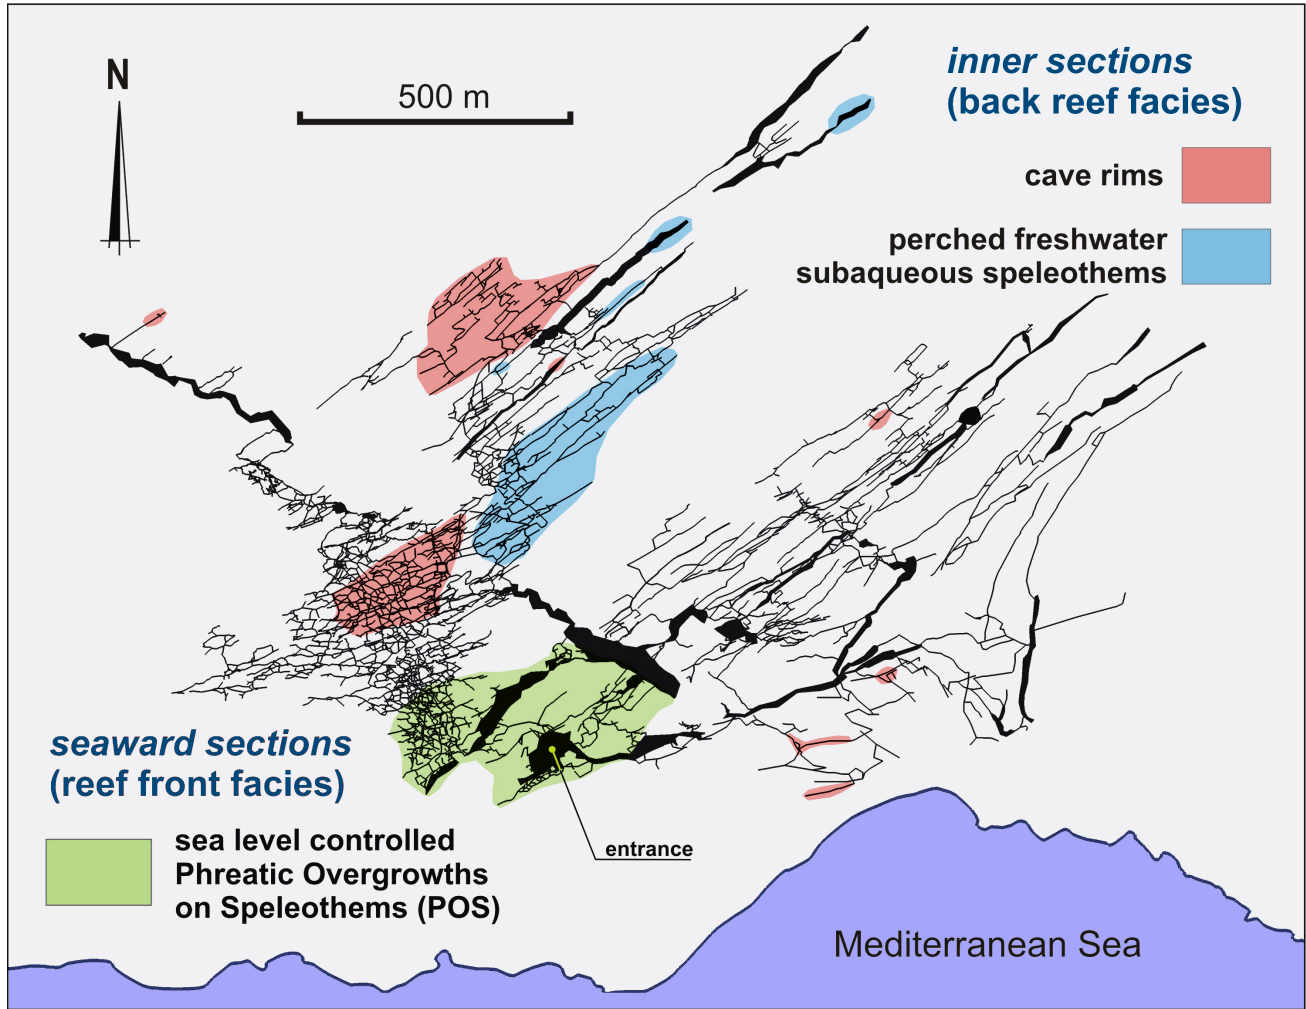 N
500 m
inner sections
(back reef facies)
cave rims
perched freshwater
subaqueous speleothems
seaward sections
(reef front facies)
sea level controlled
Phreatic Overgrowths
on Speleothems (POS)
entrance
Mediterranean Sea